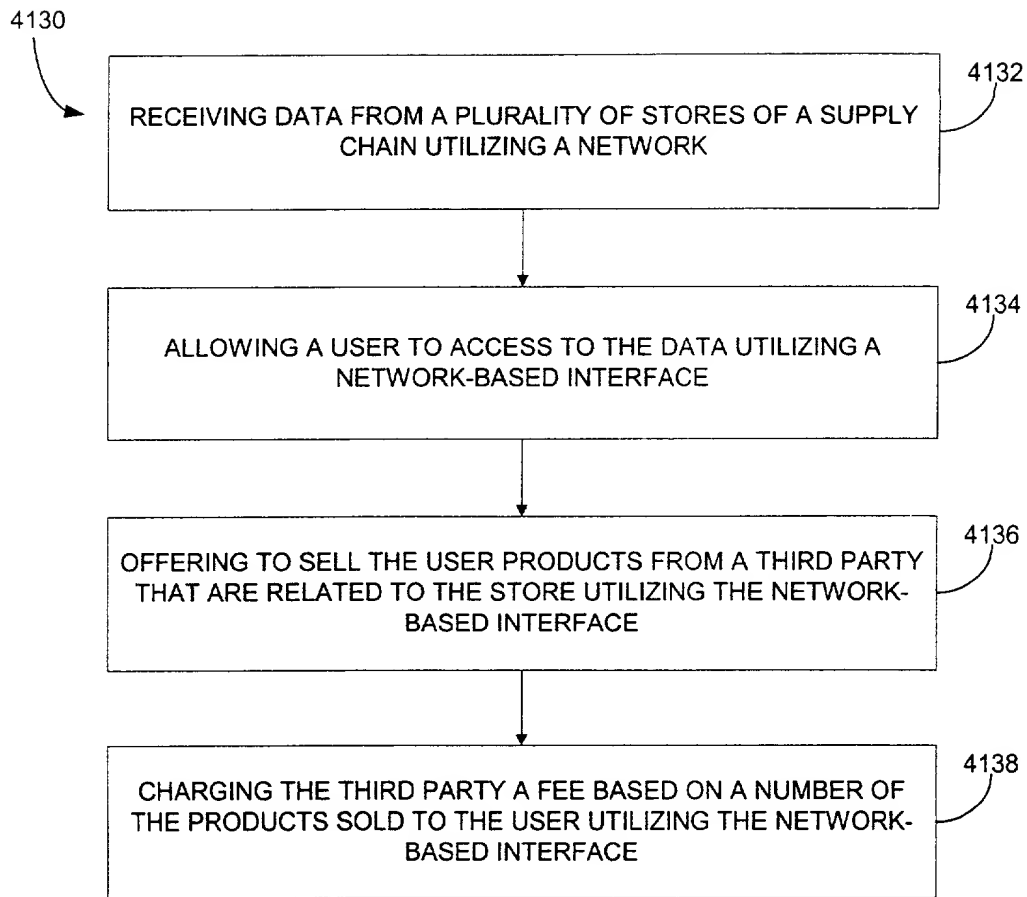 4130
4132
RECEIVING DATA FROM A PLURALITY OF STORES OF A SUPPLY
CHAIN UTILIZING A NETWORK
4134
ALLOWING A USER TO ACCESS TO THE DATA UTILIZING A
NETWORK-BASED INTERFACE
4136
OFFERING TO SELL THE USER PRODUCTS FROM A THIRD PARTY
THAT ARE RELATED TO THE STORE UTILIZING THE NETWORK-
BASED INTERFACE
4138
CHARGING THE THIRD PARTY A FEE BASED ON A NUMBER OF
THE PRODUCTS SOLD TO THE USER UTILIZING THE NETWORK-
BASED INTERFACE